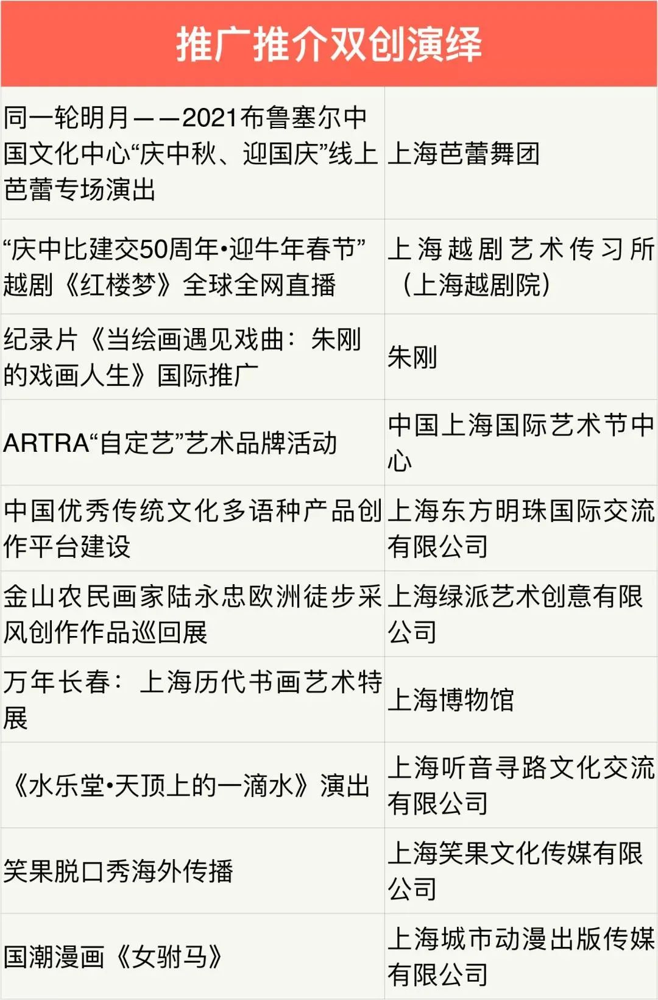 推广推介双创演绎
同一轮明月——2021布鲁塞尔中
国文化中心“庆中秋、迎国庆”线上
芭蕾专场演出
上海芭蕾舞团
“庆中比建交50周年•迎牛年春节”
越剧《红楼梦》全球全网直播
上海越剧艺术传习所
（上海越剧院）
纪录片《当绘画遇见戏曲：朱刚
的戏画人生》国际推广
朱刚
ARTRA“自定艺”艺术品牌活动
中国上海国际艺术节中
心
中国优秀传统文化多语种产品创
作平台建设
上海东方明珠国际交流
有限公司
金山农民画家陆永忠欧洲徒步采
风创作作品巡回展
上海绿派艺术创意有限
公司
万年长春：上海历代书画艺术特
展
上海博物馆
《水乐堂•天顶上的一滴水》演出
上海听音寻路文化交流
有限公司
笑果脱口秀海外传播
上海笑果文化传媒有限
公司
国潮漫画《女驸马》
上海城市动漫出版传媒
有限公司